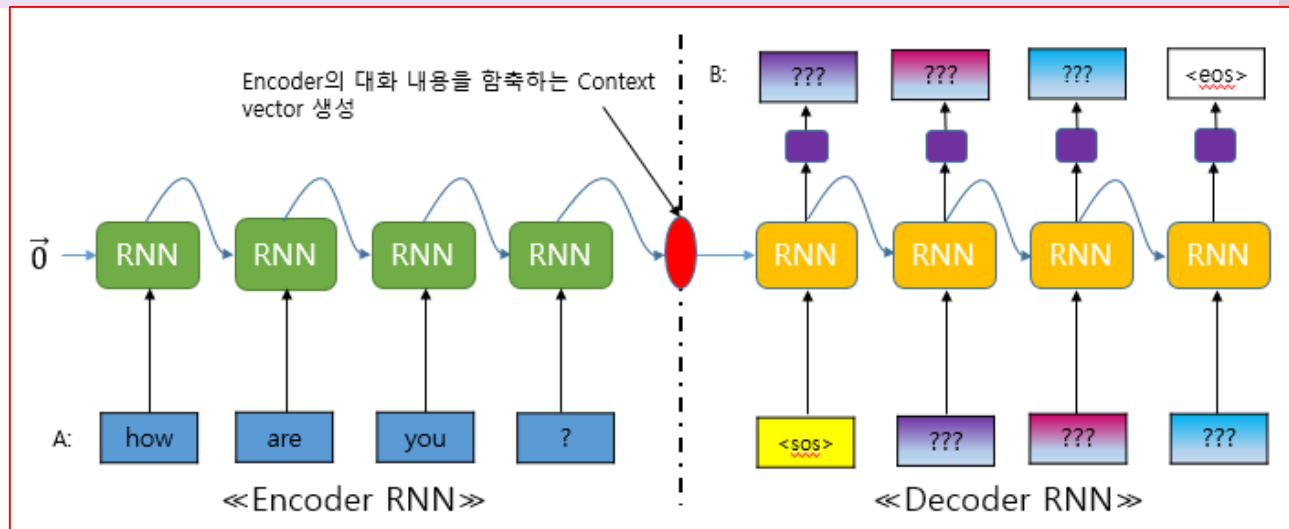 Encoder의 대화 내용을 함축하는 Context
vector 생성
B: ??? ??? ??? <eos>
0 RNN RNN RNN RNN RNN RNN RNN RNN
A: how are you ? <sos> ??? ??? ???
≪Encoder RNN≫ ≪Decoder RNN≫